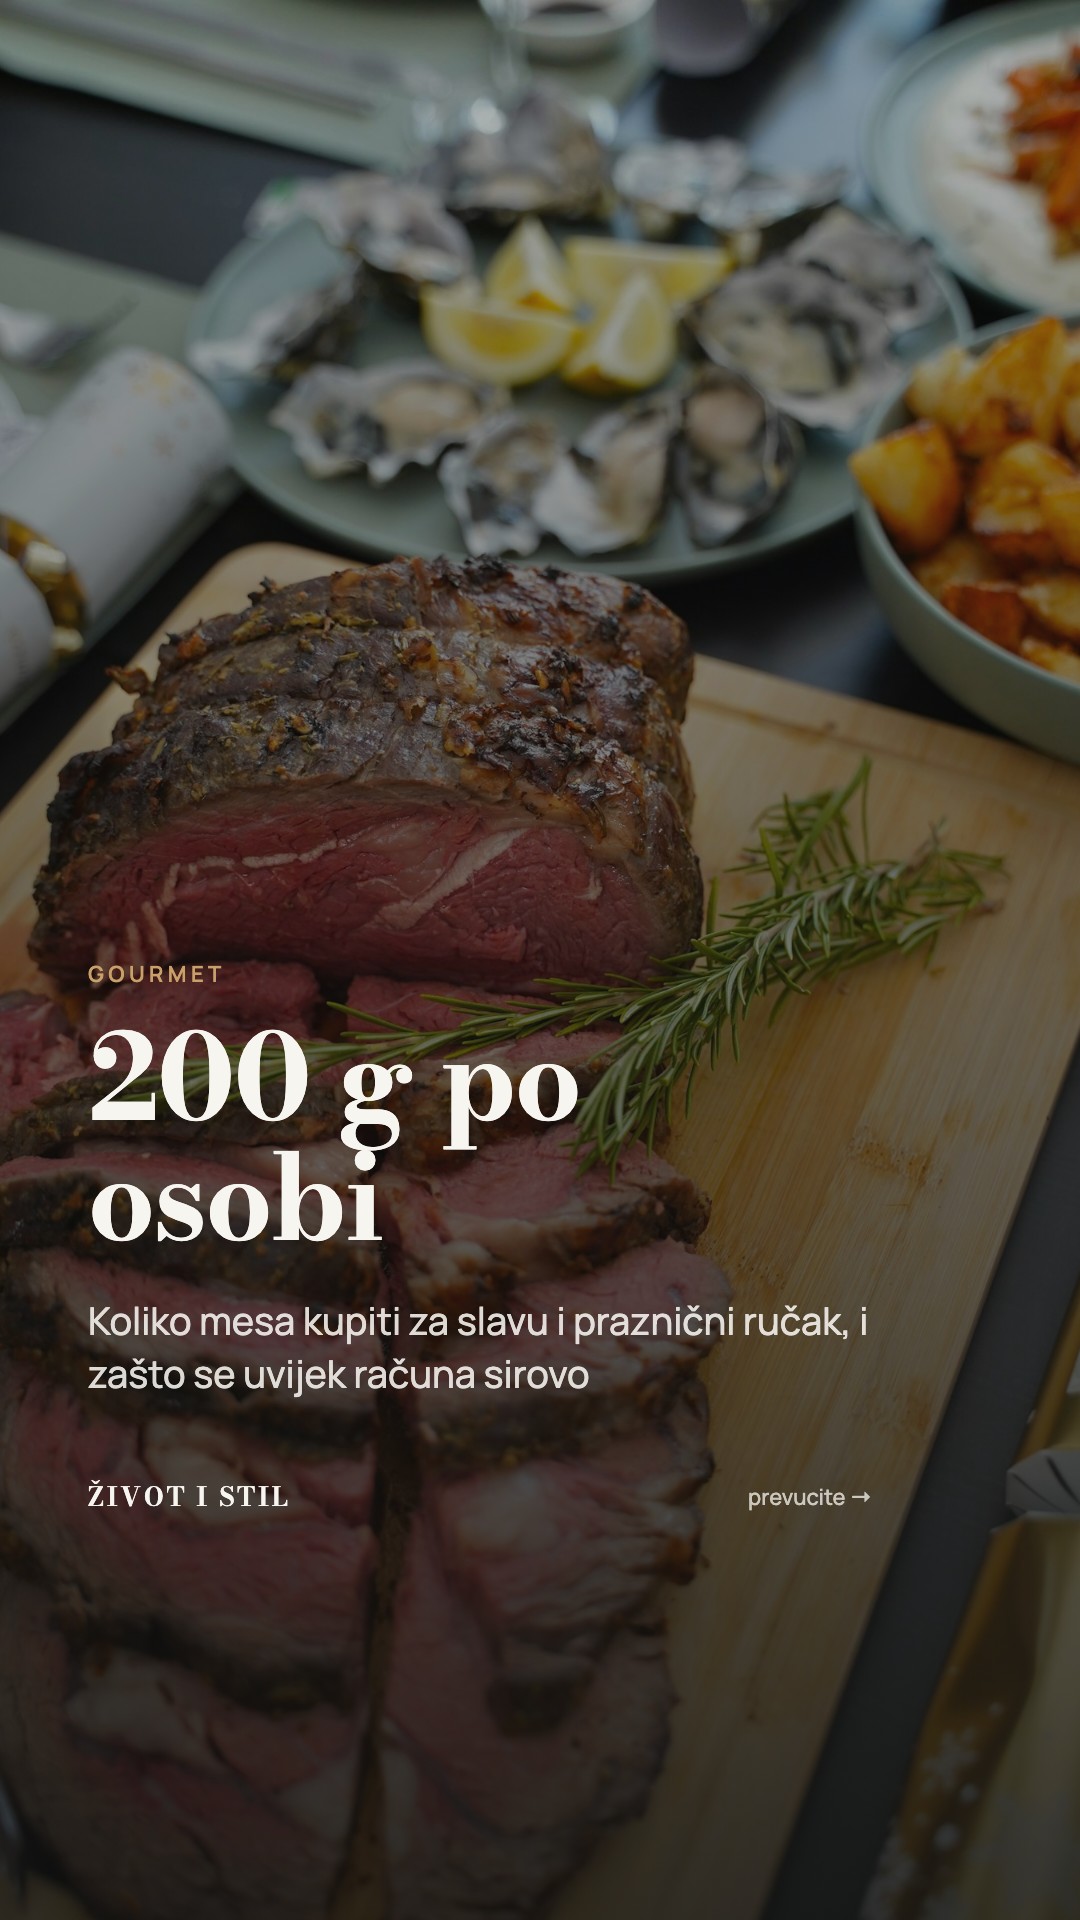 GOURMET
200 g po
osobi
Koliko mesa kupiti za slavu i praznični ručak, i
zašto se uvijek računa sirovo
ŽIVOT I STIL
prevucite →